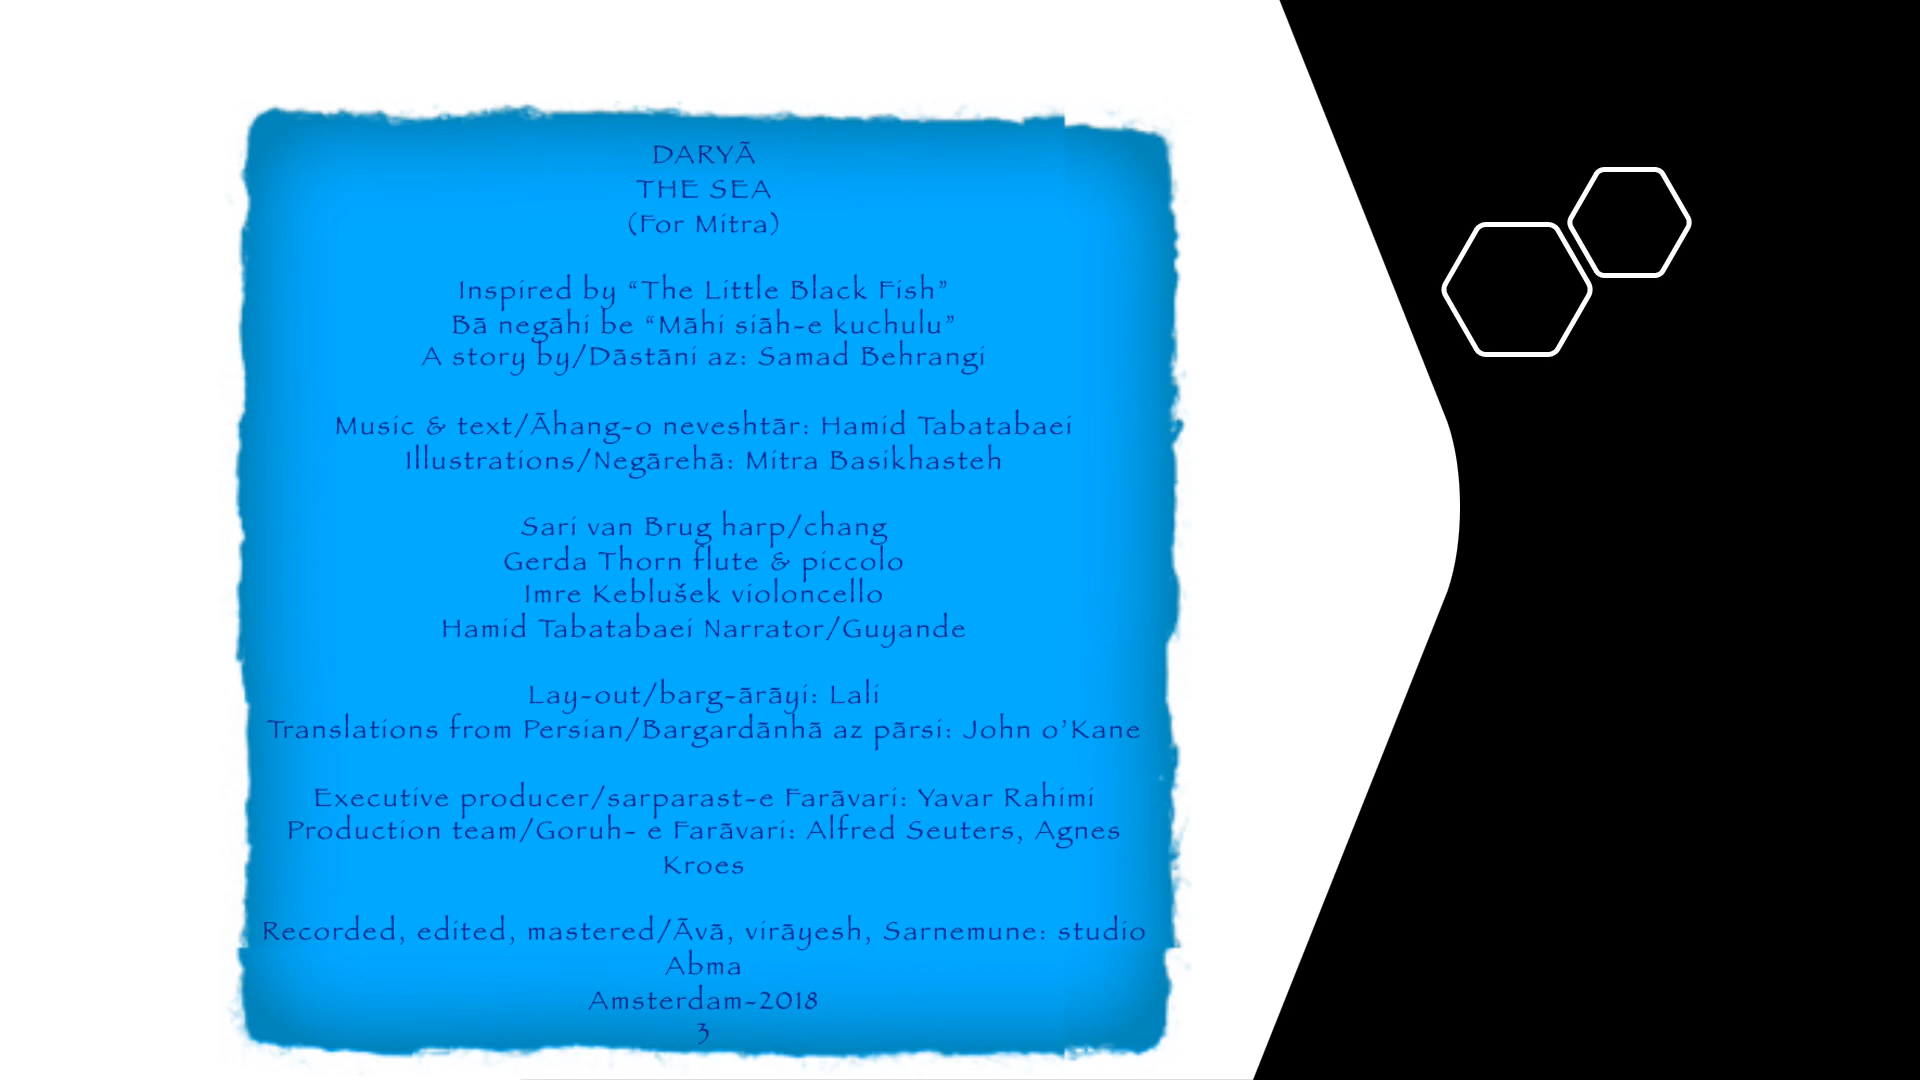 DARYÃ
THE SEA
(For Mitra)
Inspired by “The Little Black Fish”
Bā negāhi be “Māhi siāh-e kuchulu”
A story by/Dāstāni az: Samad Behrangi
Music & text/Ãhang-o neveshtār: Hamid Tabatabaei
Illustrations/Negārehā: Mitra Basikhasteh
Sari van Brug harp/chang
Gerda Thorn flute & piccolo
Imre Keblušek violoncello
Hamid Tabatabaei Narrator/Guyande
Lay-out/barg-ārāyi: Lali
Translations from Persian/Bargardānhā az pārsi: John o’Kane
Executive producer/sarparast-e Farāvari: Yavar Rahimi
Production team/Goruh- e Farāvari: Alfred Seuters, Agnes
Kroes
Recorded, edited, mastered/Ãvā, virāyesh, Sarnemune: studio
Abma
Amsterdam-2018
3